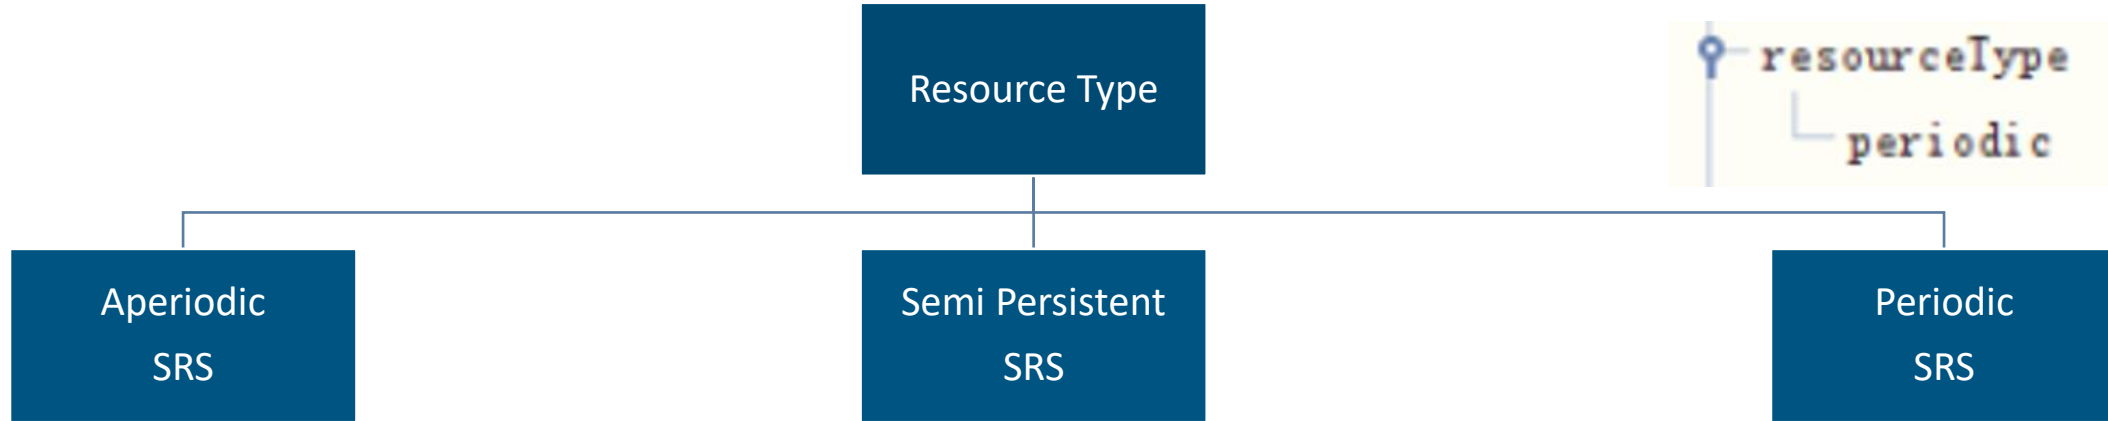 Resource Type
resourceType
periodic
Aperiodic
SRS
Semi Persistent
SRS
Periodic
SRS